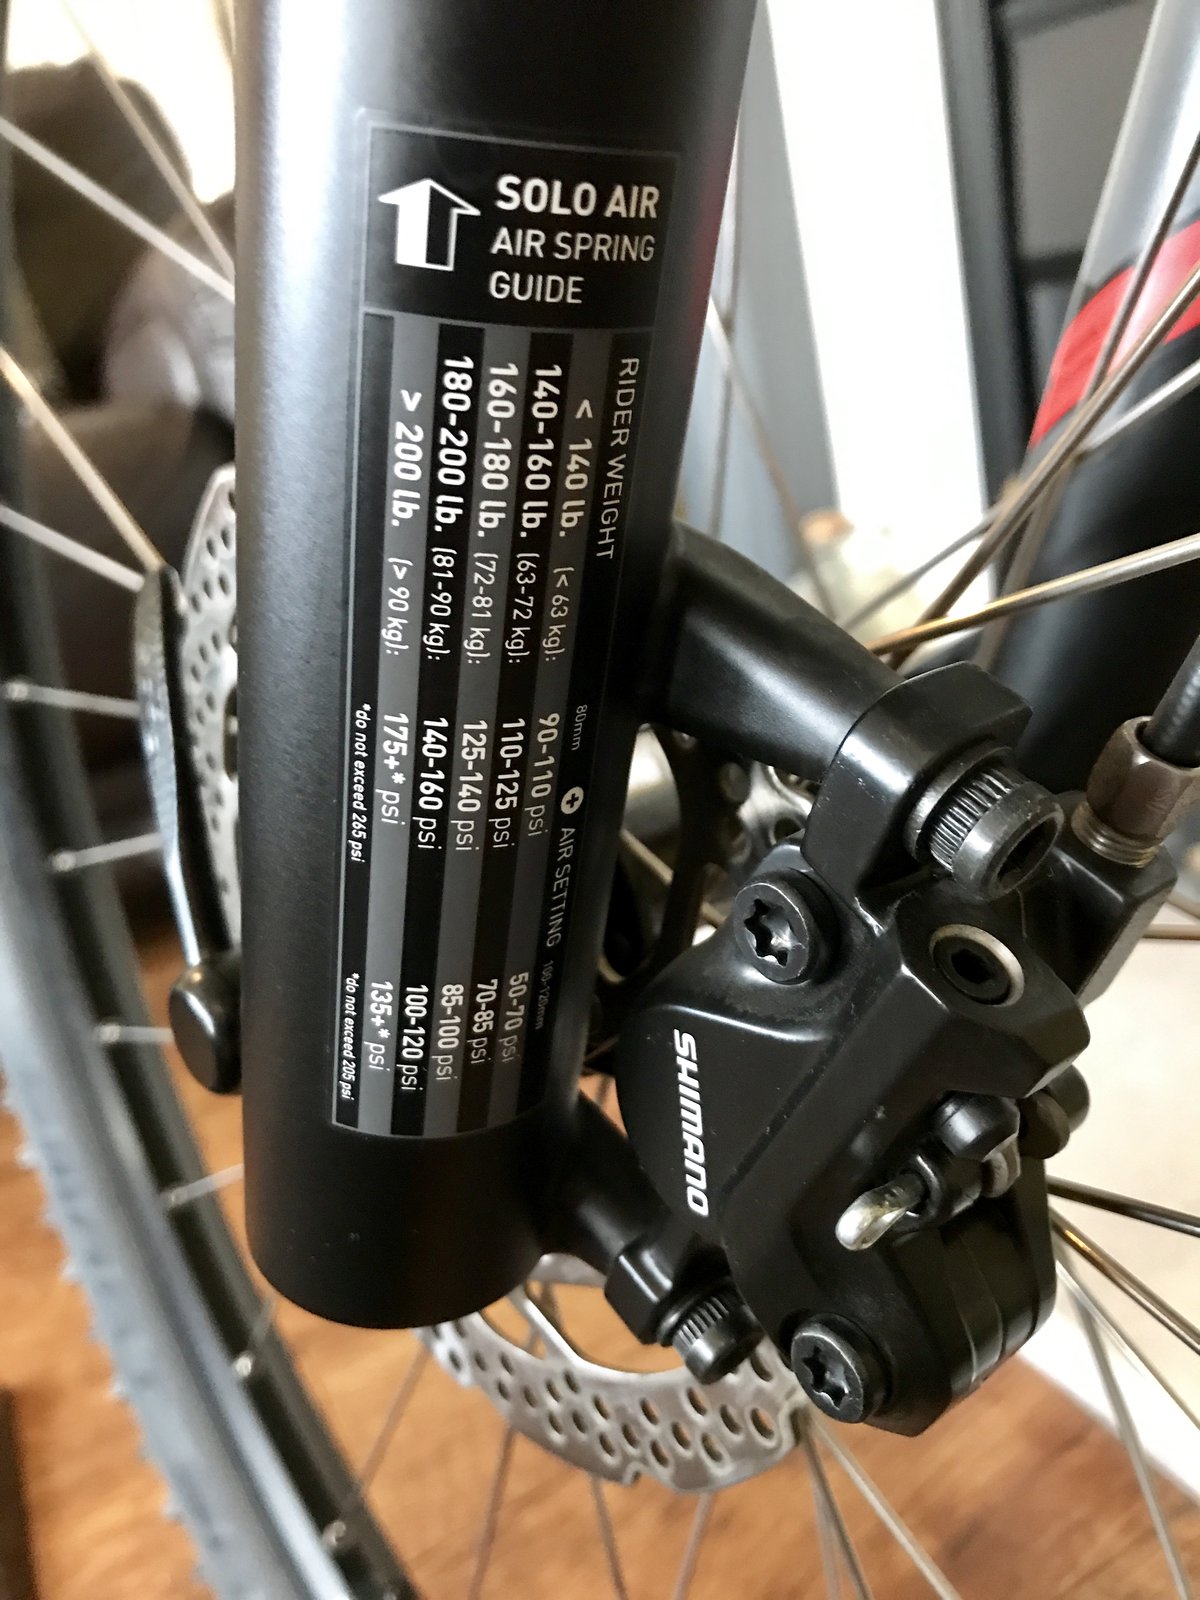 SOLO AIR
AIR SPRING
GUIDE
RIDER WEIGHT 80mm + AIR SETTING 100-120mm
< 140 lb. (< 63 kg): 90-110 psi 50-70 psi
140-160 lb. (63-72 kg): 110-125 psi 70-85 psi
160-180 lb. (72-81 kg): 125-140 psi 85-100 psi
180-200 lb. (81-90 kg): 140-160 psi 100-120 psi
> 200 lb. (> 90 kg): 175+* psi 135+* psi
*do not exceed 265 psi *do not exceed 205 psi
SHIMANO